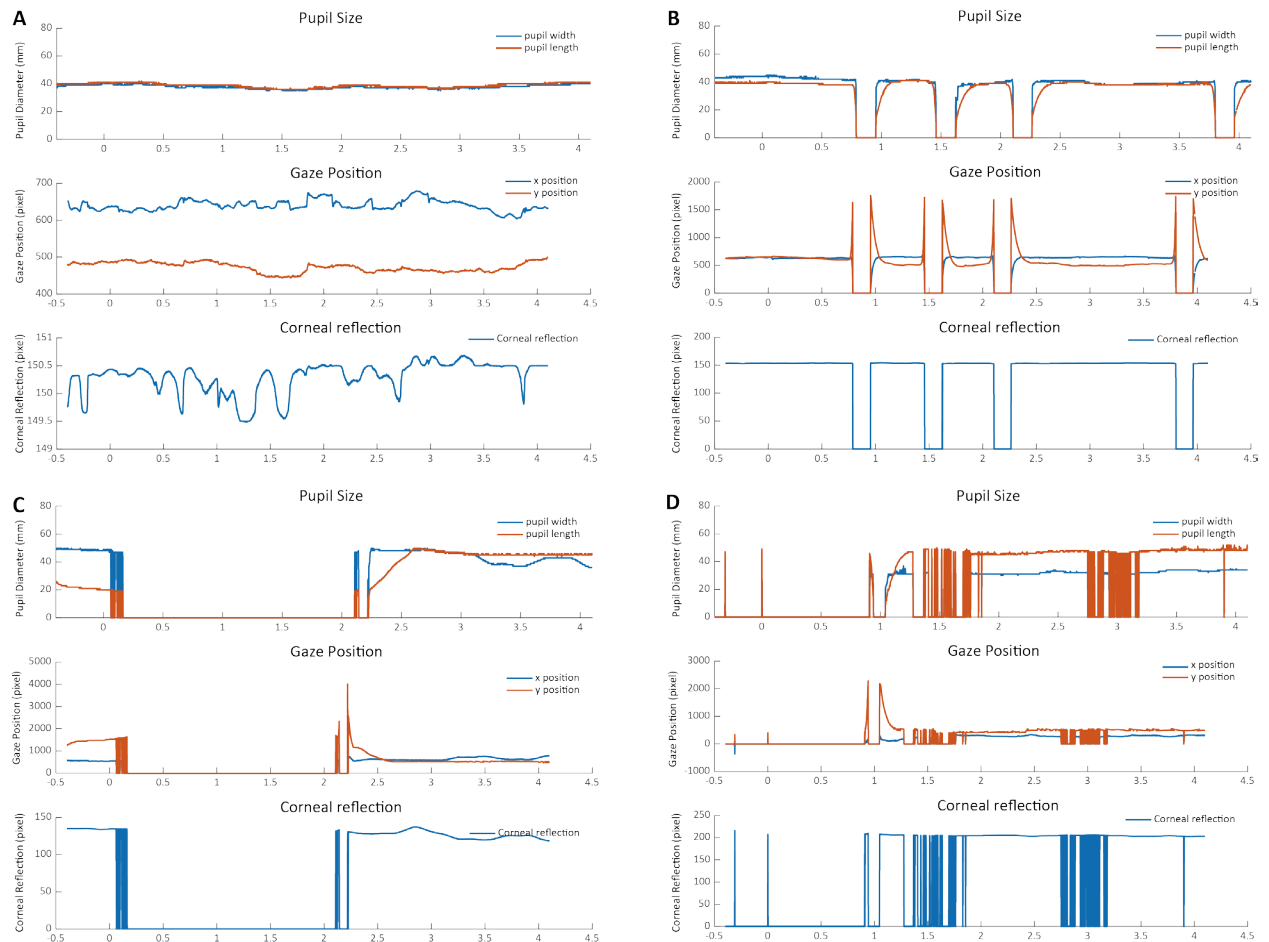 A
Pupil Size
pupil width
pupil length
Pupil Diameter (mm)
80
60
40
20
0
0 0.5 1 1.5 2 2.5 3 3.5 4
Gaze Position
x position
y position
Gaze Position (pixel)
700
600
500
400
-0.5 0 0.5 1 1.5 2 2.5 3 3.5 4 4.5
Corneal reflection
Corneal reflection
Corneal Reflection (pixel)
151
150.5
150
149.5
149
-0.5 0 0.5 1 1.5 2 2.5 3 3.5 4 4.5
B
Pupil Size
pupil width
pupil length
Pupil Diameter (mm)
80
60
40
20
0
0 0.5 1 1.5 2 2.5 3 3.5 4
Gaze Position
x position
y position
Gaze Position (pixel)
2000
1500
1000
500
0
-0.5 0 0.5 1 1.5 2 2.5 3 3.5 4 4.5
Corneal reflection
Corneal reflection
Corneal Reflection (pixel)
200
150
100
50
0
-0.5 0 0.5 1 1.5 2 2.5 3 3.5 4 4.5
C
Pupil Size
pupil width
pupil length
Pupil Diameter (mm)
80
60
40
20
0
0 0.5 1 1.5 2 2.5 3 3.5 4
Gaze Position
x position
y position
Gaze Position (pixel)
5000
4000
3000
2000
1000
0
-0.5 0 0.5 1 1.5 2 2.5 3 3.5 4 4.5
Corneal reflection
Corneal reflection
Corneal Reflection (pixel)
150
100
50
0
-0.5 0 0.5 1 1.5 2 2.5 3 3.5 4 4.5
D
Pupil Size
pupil width
pupil length
Pupil Diameter (mm)
80
60
40
20
0
0 0.5 1 1.5 2 2.5 3 3.5 4
Gaze Position
x position
y position
Gaze Position (pixel)
3000
2000
1000
0
-1000
-0.5 0 0.5 1 1.5 2 2.5 3 3.5 4 4.5
Corneal reflection
Corneal reflection
Corneal Reflection (pixel)
250
200
150
100
50
0
-0.5 0 0.5 1 1.5 2 2.5 3 3.5 4 4.5